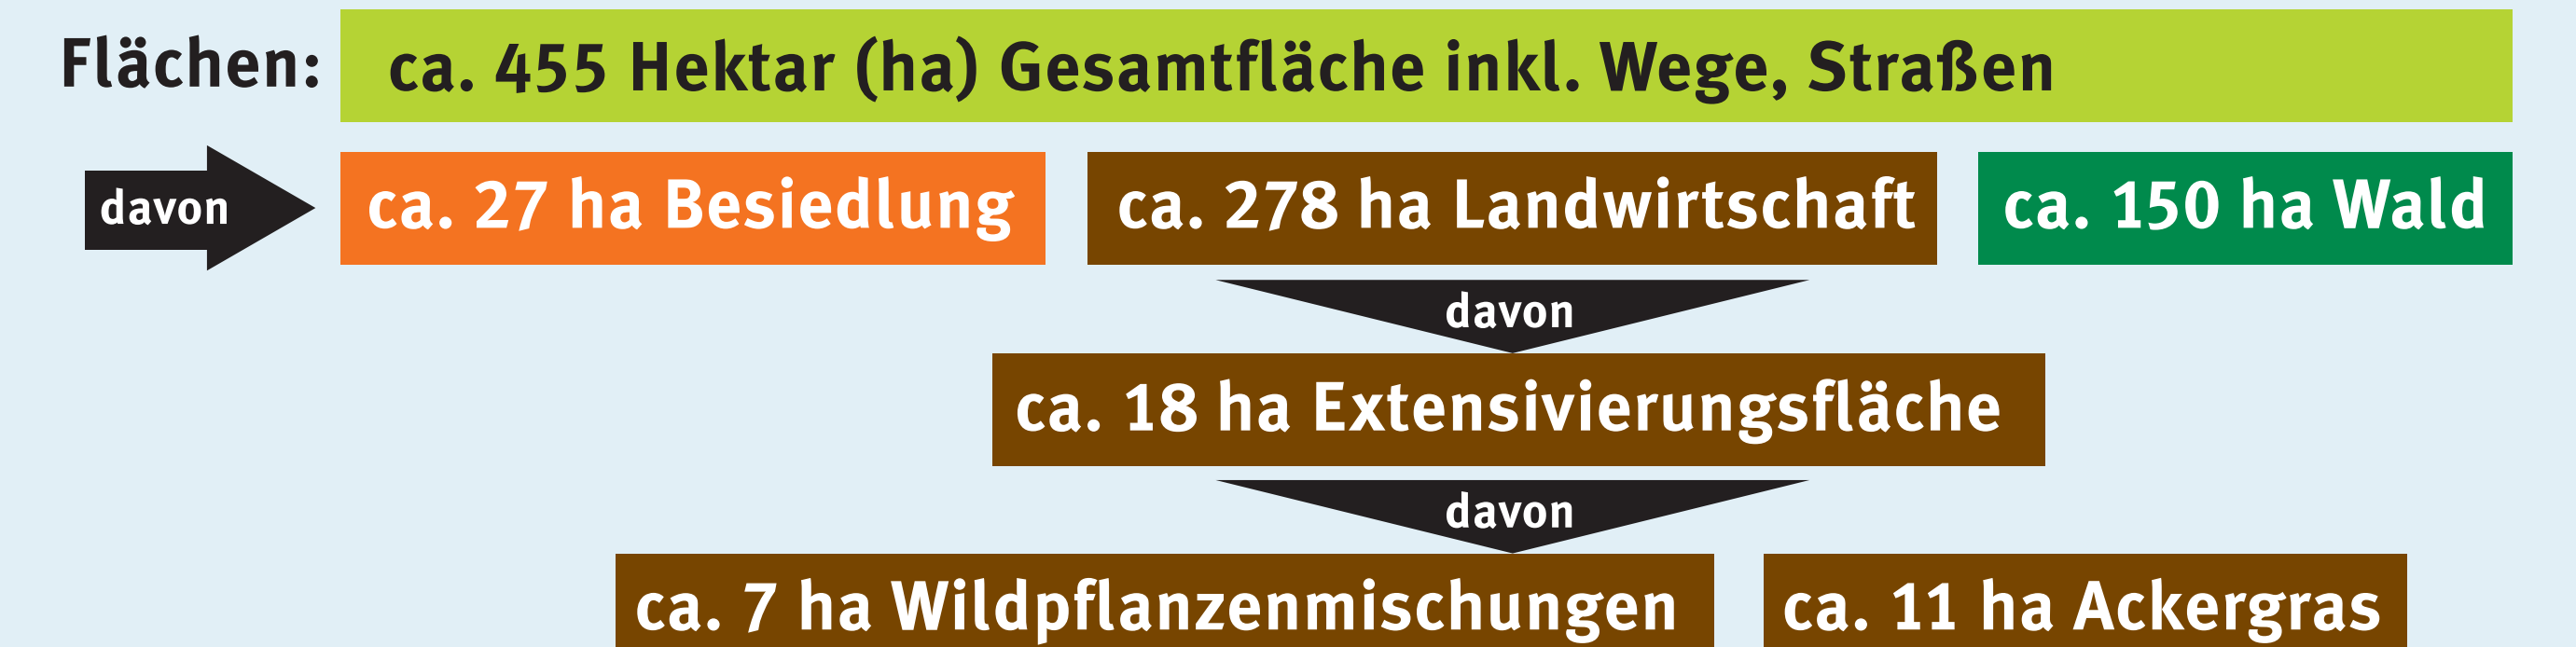 Flächen: ca. 455 Hektar (ha) Gesamtfläche inkl. Wege, Straßen
davon ca. 27 ha Besiedlung ca. 278 ha Landwirtschaft ca. 150 ha Wald
davon
ca. 18 ha Extensivierungsfläche
davon
ca. 7 ha Wildpflanzenmischungen ca. 11 ha Ackergras